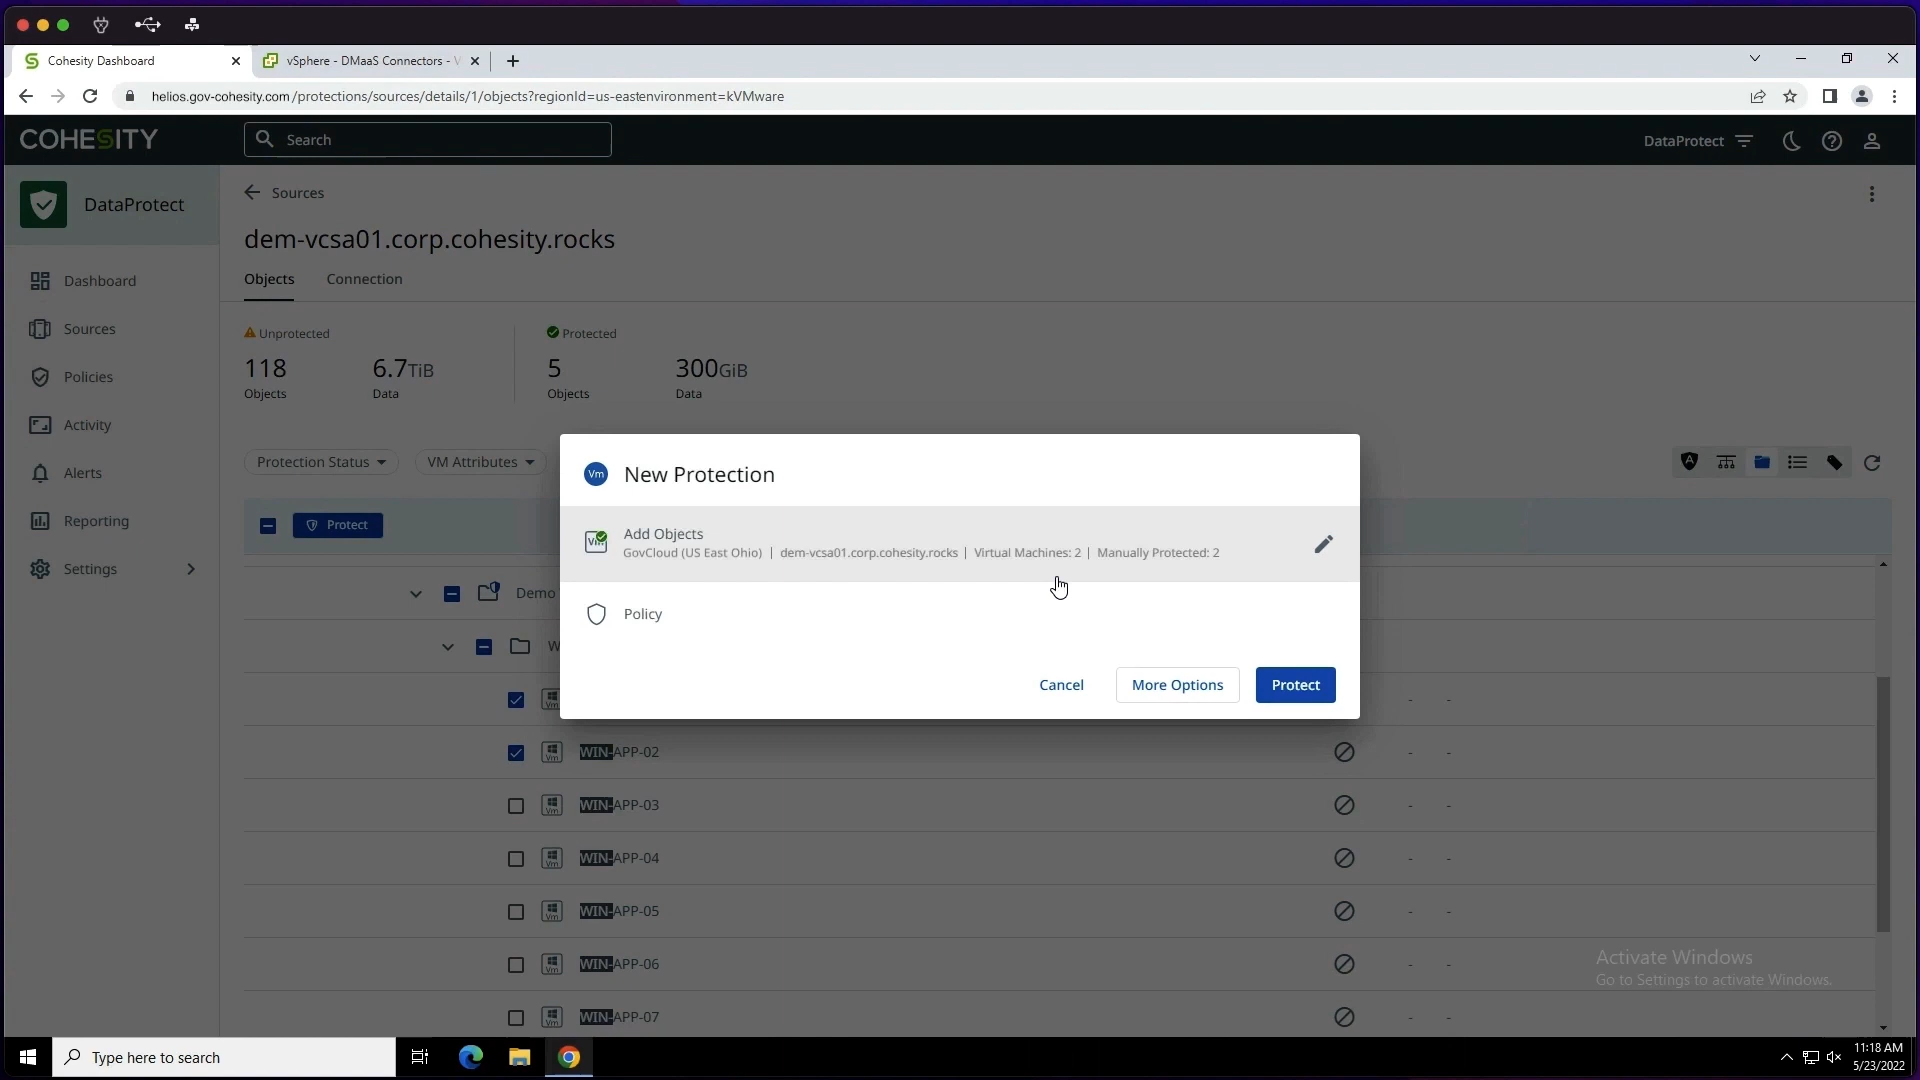 Cohesity Dashboard
vSphere - DMaaS Connectors - V
helios.gov-cohesity.com/protections/sources/details/1/objects?regionId=us-eastenvironment=kVMware
COHESITY
Search
DataProtect
DataProtect
Sources
dem-vcsa01.corp.cohesity.rocks
Objects
Connection
Dashboard
Sources
Policies
Activity
Alerts
Reporting
Settings
Unprotected
Protected
118
6.7TiB
5
300GiB
Objects
Data
Objects
Data
Protection Status
VM Attributes
Protect
Vm New Protection
Add Objects
GovCloud (US East Ohio) | dem-vcsa01.corp.cohesity.rocks | Virtual Machines: 2 | Manually Protected: 2
Policy
Cancel
More Options
Protect
Demo
W
WIN-APP-02
WIN-APP-03
WIN-APP-04
WIN-APP-05
WIN-APP-06
WIN-APP-07
Activate Windows
Go to Settings to activate Windows.
Type here to search
11:18 AM
5/23/2022